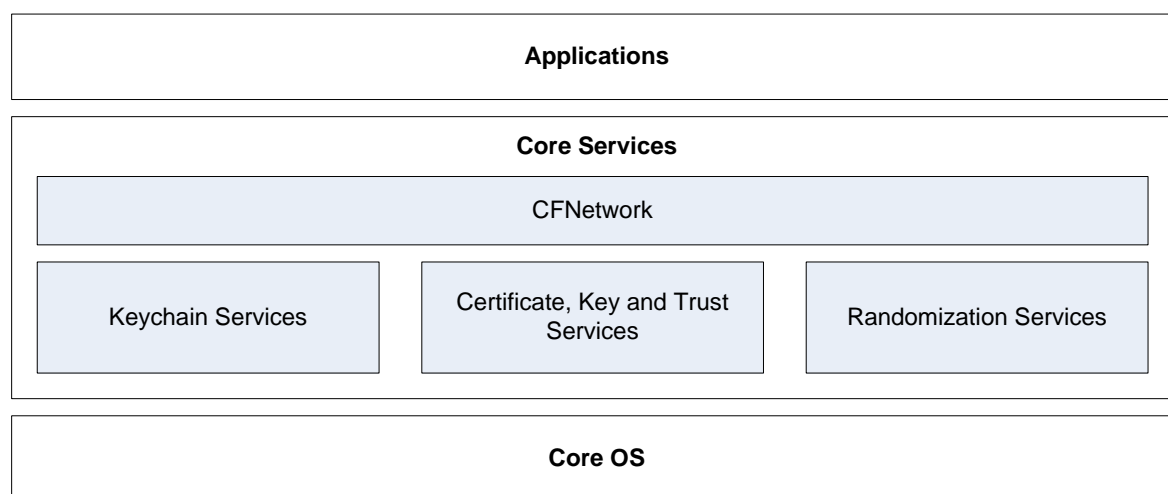 Applications
Core Services
CFNetwork
Keychain Services
Certificate, Key and Trust
Services
Randomization Services
Core OS